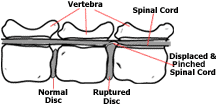 Vertebra
Spinal Cord
Displaced &
Pinched
Spinal Cord
Normal
Disc
Ruptured
Disc